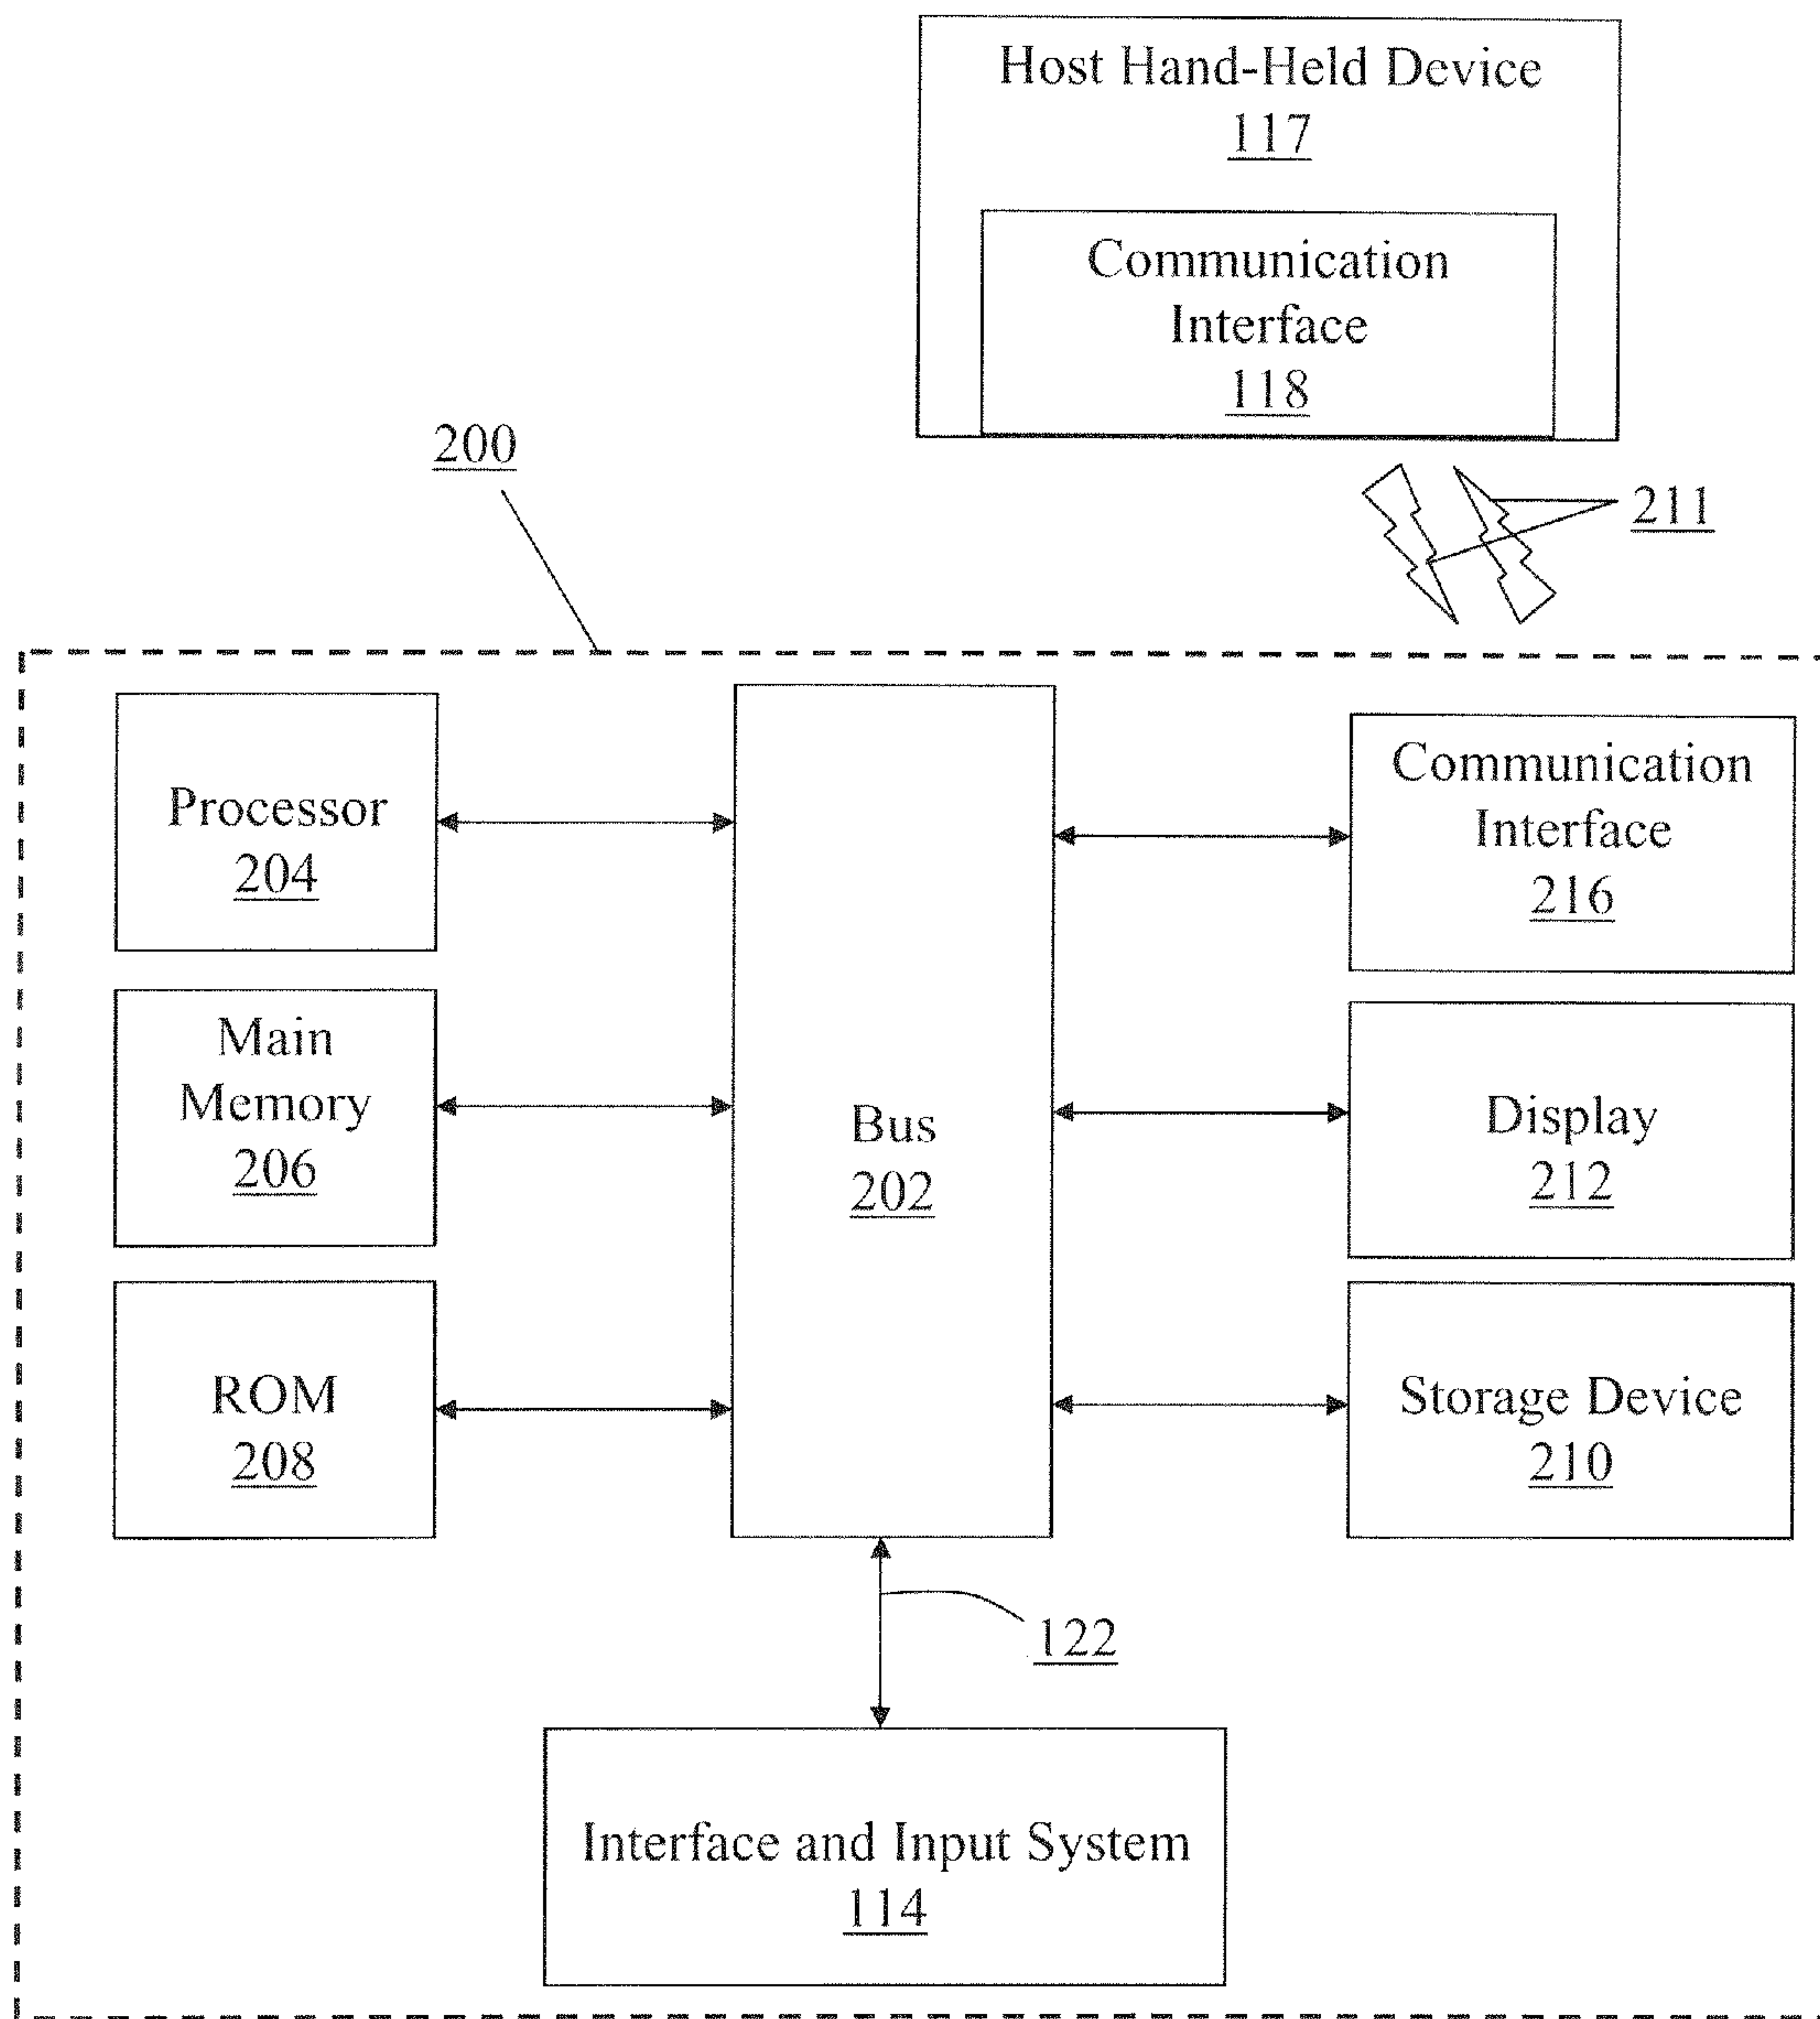 Host Hand-Held Device
117
Communication
Interface
118
200
211
Processor
204
Main
Memory
206
ROM
208
Bus
202
Communication
Interface
216
Display
212
Storage Device
210
122
Interface and Input System
114